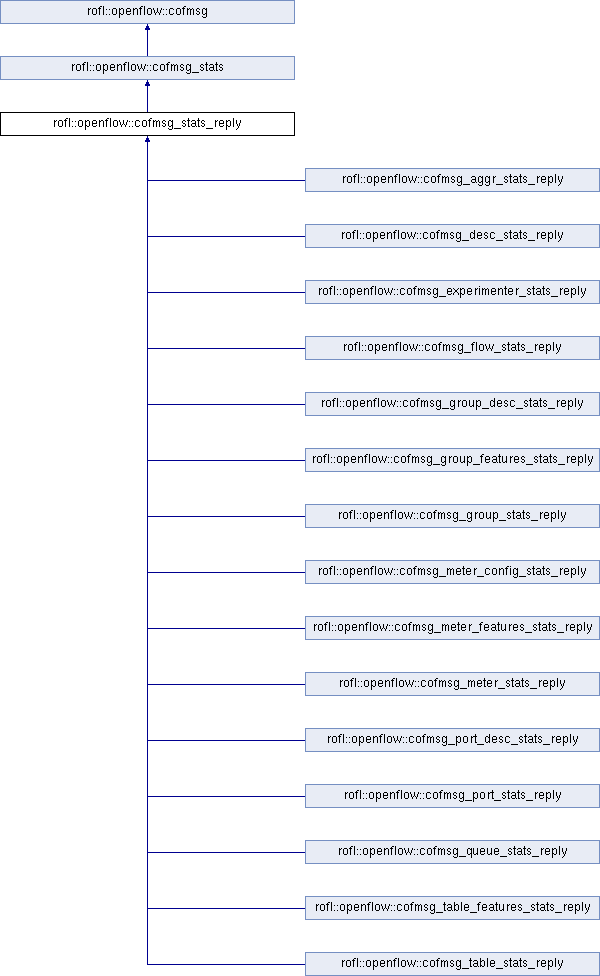 rofl::openflow::cofmsg
rofl::openflow::cofmsg_stats
rofl::openflow::cofmsg_stats_reply
rofl::openflow::cofmsg_aggr_stats_reply
rofl::openflow::cofmsg_desc_stats_reply
rofl::openflow::cofmsg_experimenter_stats_reply
rofl::openflow::cofmsg_flow_stats_reply
rofl::openflow::cofmsg_group_desc_stats_reply
rofl::openflow::cofmsg_group_features_stats_reply
rofl::openflow::cofmsg_group_stats_reply
rofl::openflow::cofmsg_meter_config_stats_reply
rofl::openflow::cofmsg_meter_features_stats_reply
rofl::openflow::cofmsg_meter_stats_reply
rofl::openflow::cofmsg_port_desc_stats_reply
rofl::openflow::cofmsg_port_stats_reply
rofl::openflow::cofmsg_queue_stats_reply
rofl::openflow::cofmsg_table_features_stats_reply
rofl::openflow::cofmsg_table_stats_reply